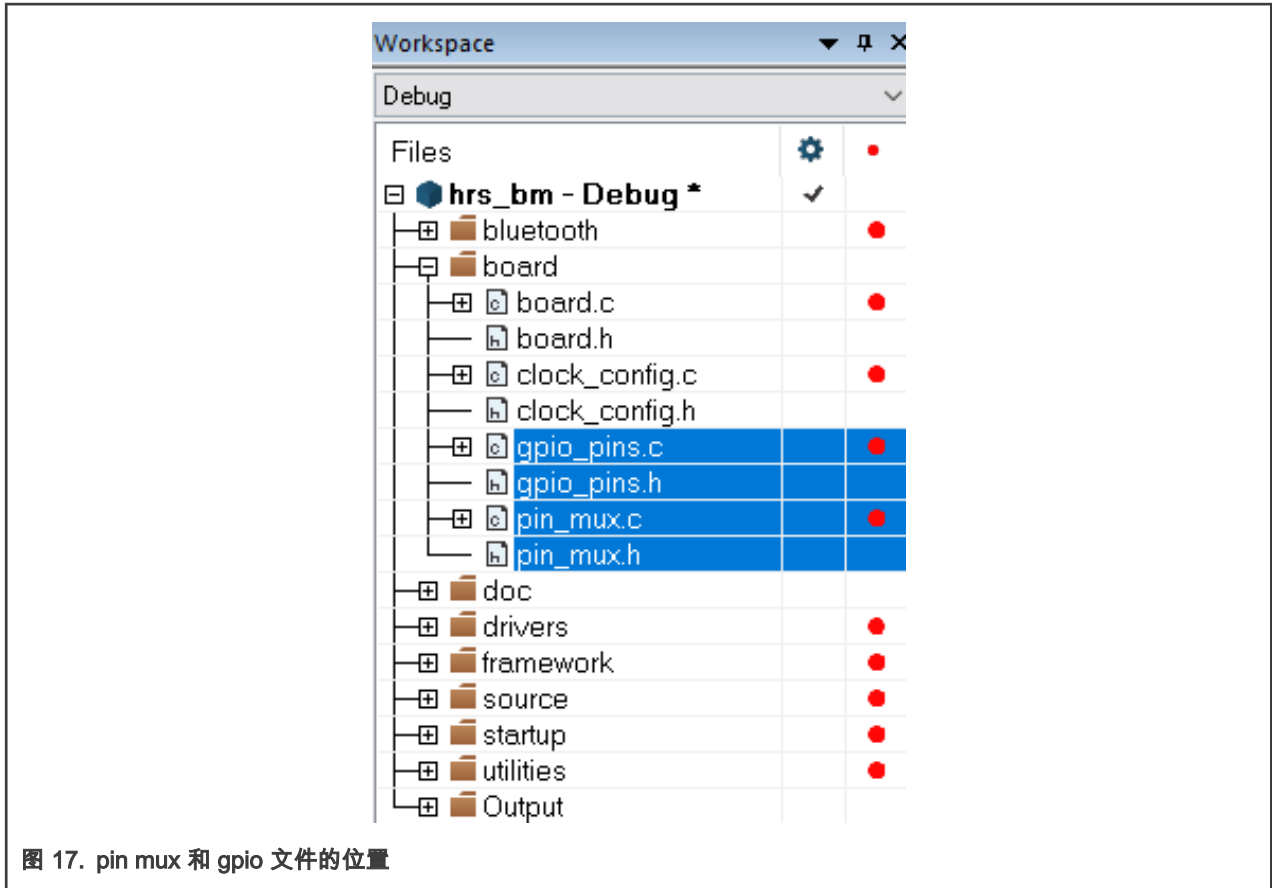 Workspace
Debug
Files
hrs_bm - Debug *
bluetooth
board
board.c
board.h
clock_config.c
clock_config.h
gpio_pins.c
gpio_pins.h
pin_mux.c
pin_mux.h
doc
drivers
framework
source
startup
utilities
Output
图 17. pin mux 和 gpio 文件的位置